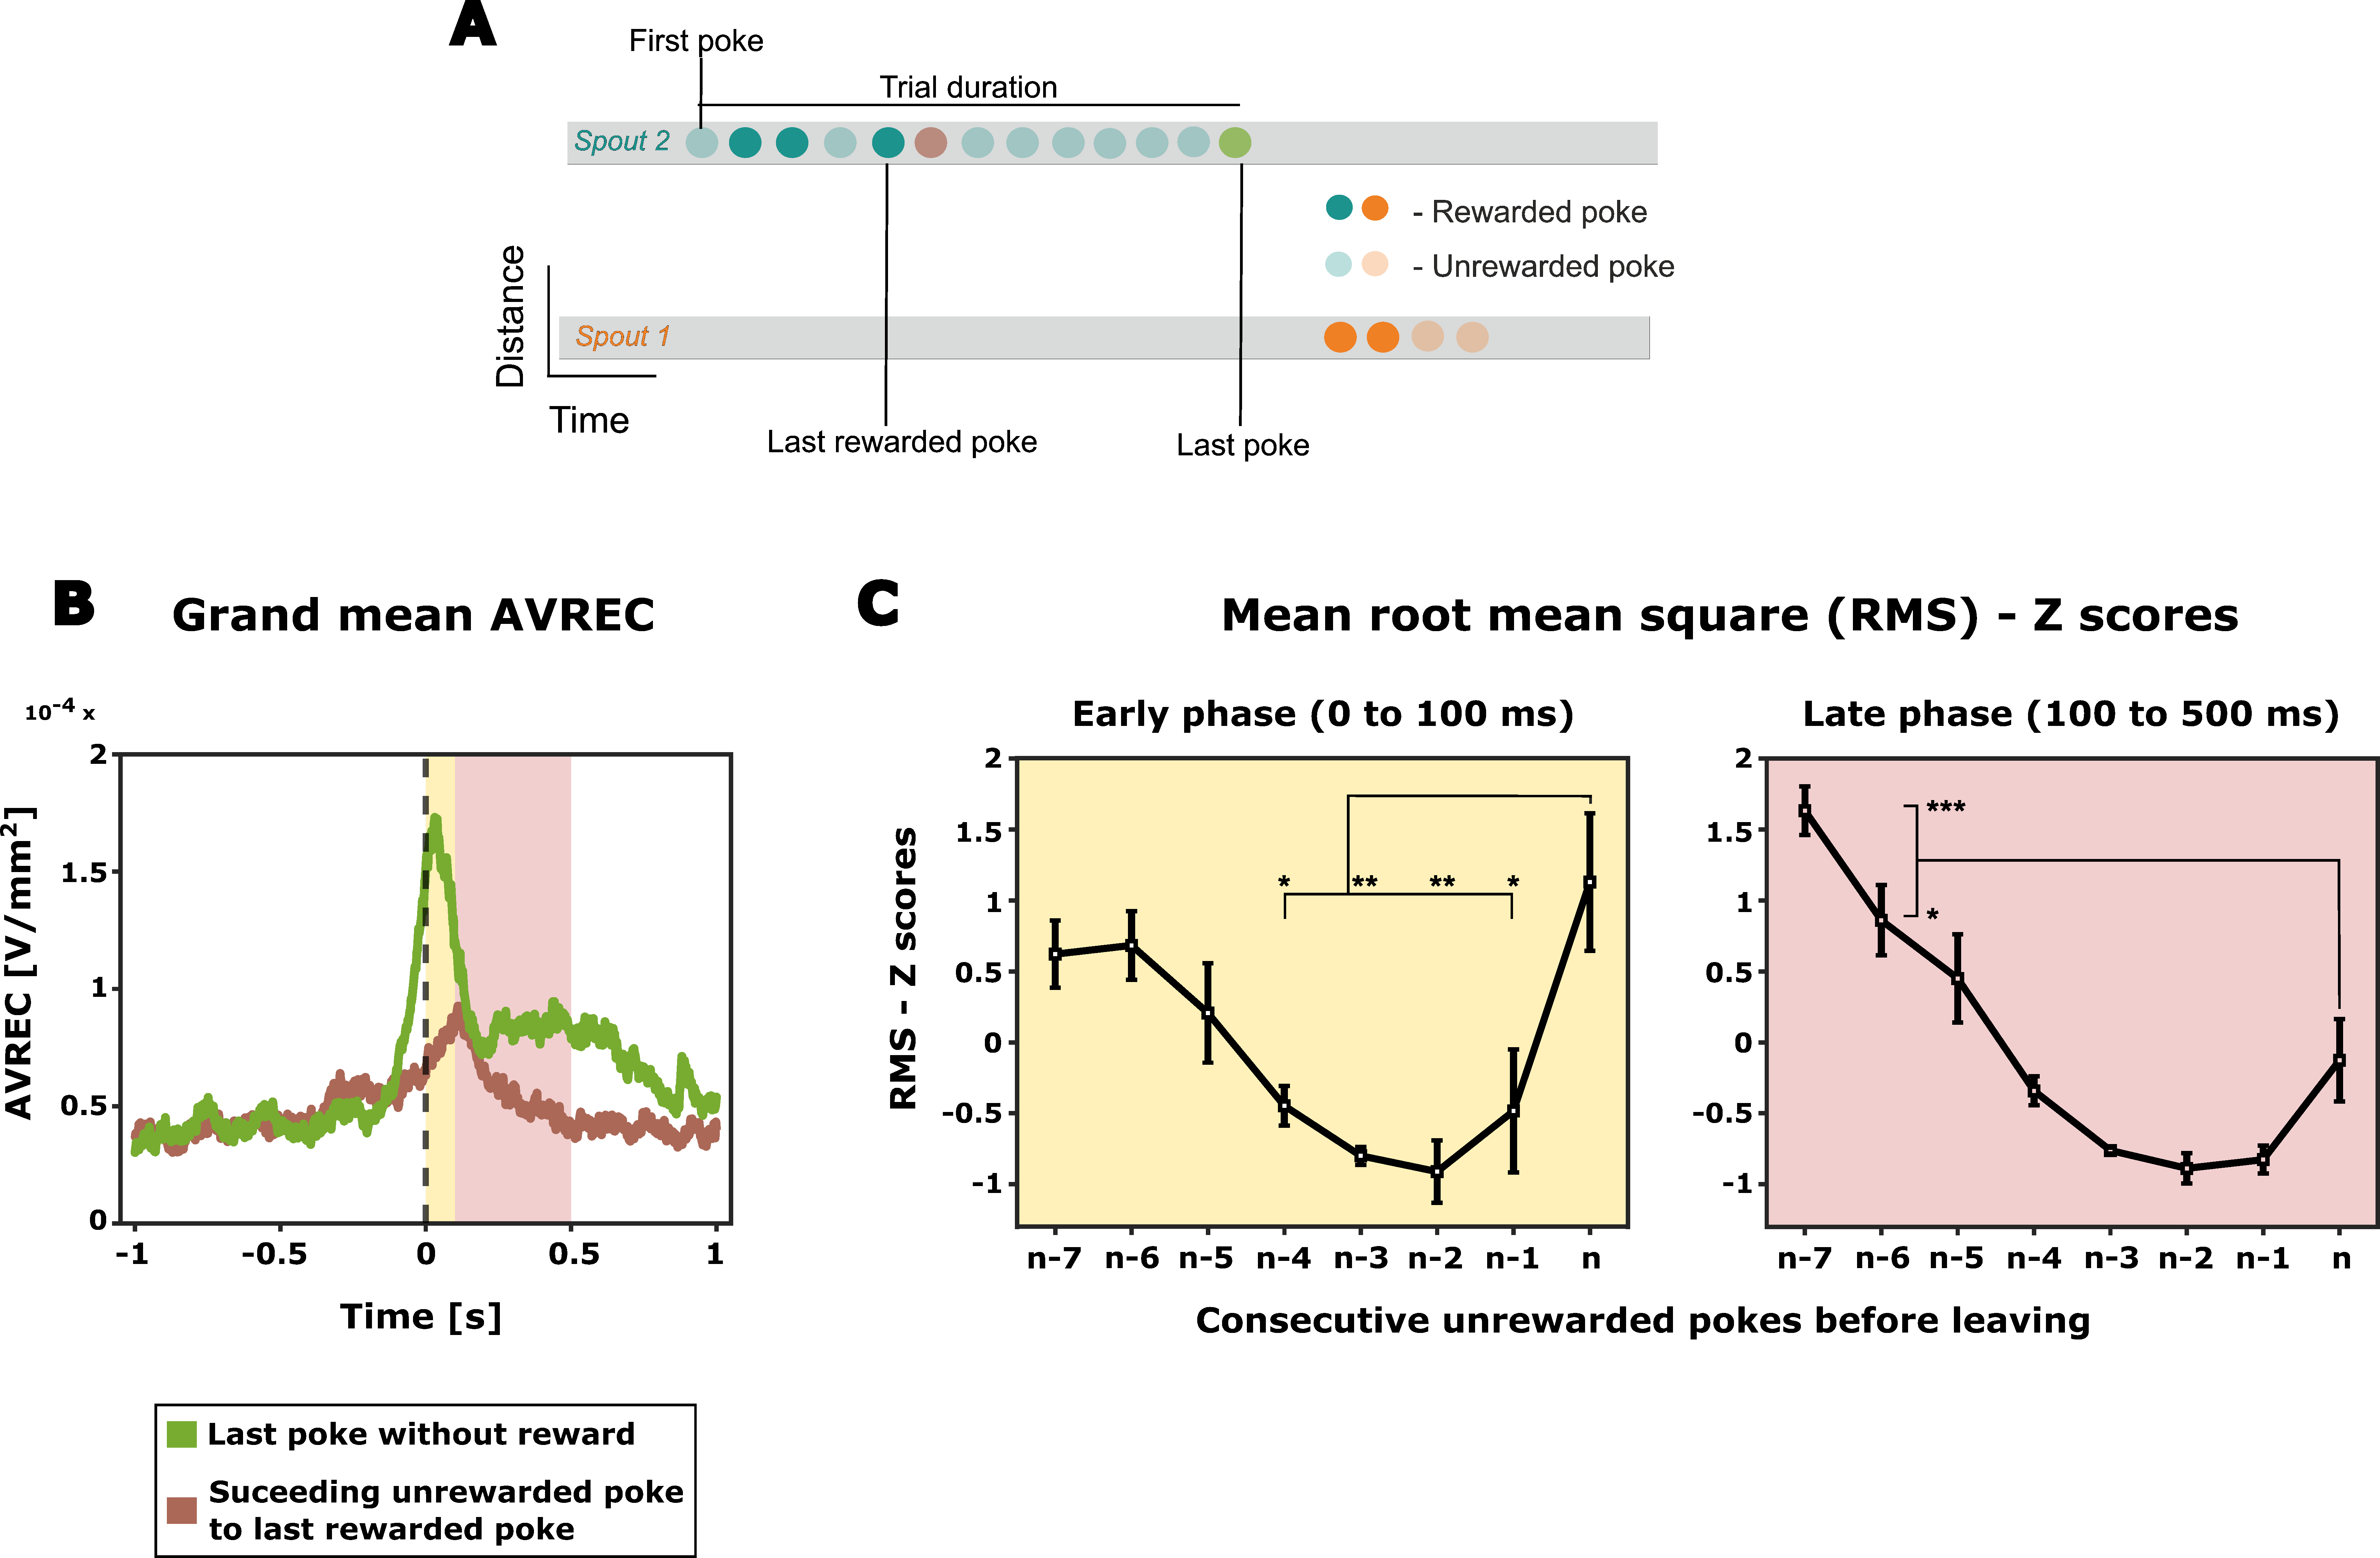 A
First poke
Trial duration
Spout 2
- Rewarded poke
- Unrewarded poke
Distance
Spout 1
Time
Last rewarded poke
Last poke
B
Grand mean AVREC
10-4 x
AVREC [V/mm2]
2
1.5
1
0.5
0
-1
-0.5
0
0.5
1
Time [s]
Last poke without reward
Suceeding unrewarded poke
to last rewarded poke
C
Mean root mean square (RMS) - Z scores
Early phase (0 to 100 ms)
RMS - Z scores
2
1.5
1
0.5
0
-0.5
-1
* ** ** *
n-7 n-6 n-5 n-4 n-3 n-2 n-1 n
Late phase (100 to 500 ms)
2
1.5
1
0.5
0
-0.5
-1
***
*
n-7 n-6 n-5 n-4 n-3 n-2 n-1 n
Consecutive unrewarded pokes before leaving